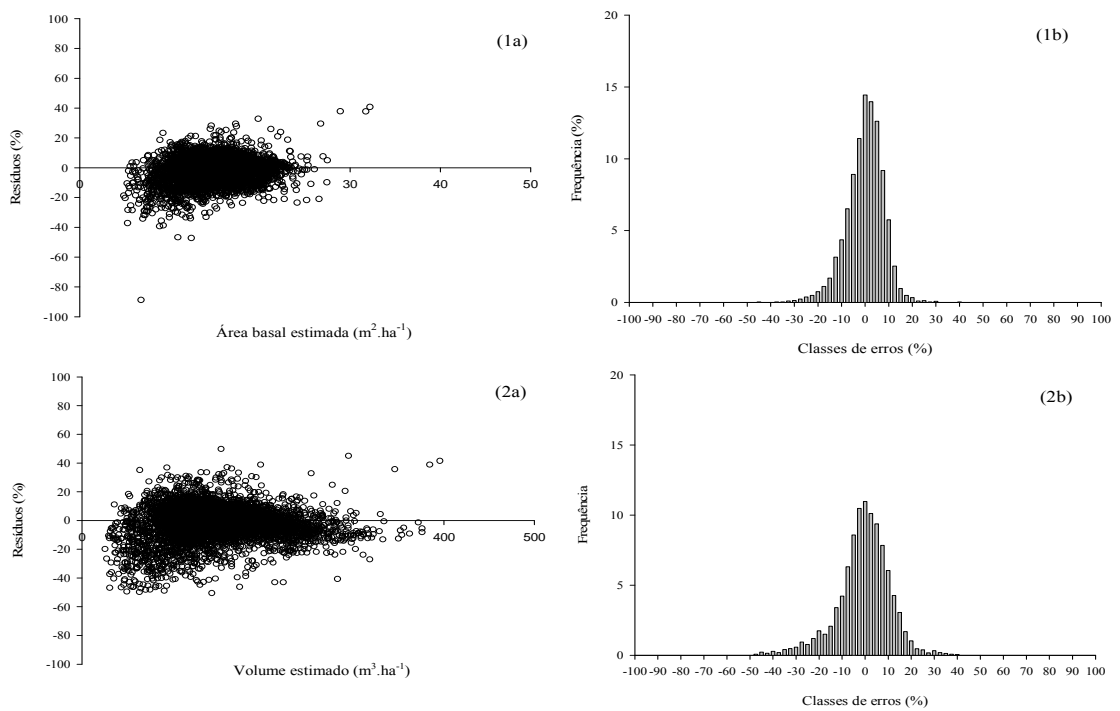 100
80
60
40
20
0
-20
-40
-60
-80
-100
0
30
40
50
Resíduos (%)
Área basal estimada (m².ha⁻¹)
(1a)
20
15
10
5
0
-100 -90 -80 -70 -60 -50 -40 -30 -20 -10 0 10 20 30 40 50 60 70 80 90 100
Frequência (%)
Classes de erros (%)
(1b)
100
80
60
40
20
0
-20
-40
-60
-80
-100
0
400
500
Resíduos (%)
Volume estimado (m³.ha⁻¹)
(2a)
20
15
10
5
0
-100 -90 -80 -70 -60 -50 -40 -30 -20 -10 0 10 20 30 40 50 60 70 80 90 100
Frequência
Classes de erros (%)
(2b)